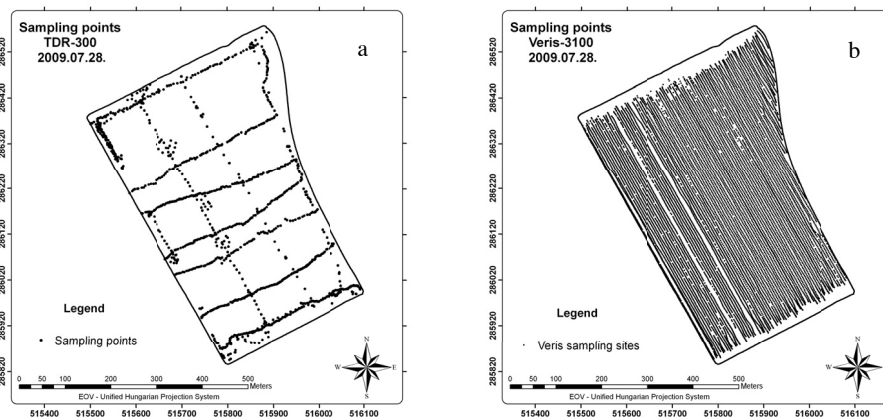 Sampling points
TDR-300
2009.07.28.
a
286520
286420
286320
286220
286120
286020
285920
285820
Legend
Sampling points
N
W
E
S
0 50 100 200 300 400 500
Meters
EOV - Unified Hungarian Projection System
515400 515500 515600 515700 515800 515900 516000 516100
Sampling points
Veris-3100
2009.07.28.
b
286520
286420
286320
286220
286120
286020
285920
285820
Legend
Veris sampling sites
N
W
E
S
0 50 100 200 300 400 500
Meters
EOV - Unified Hungarian Projection System
515400 515500 515600 515700 515800 515900 516000 516100